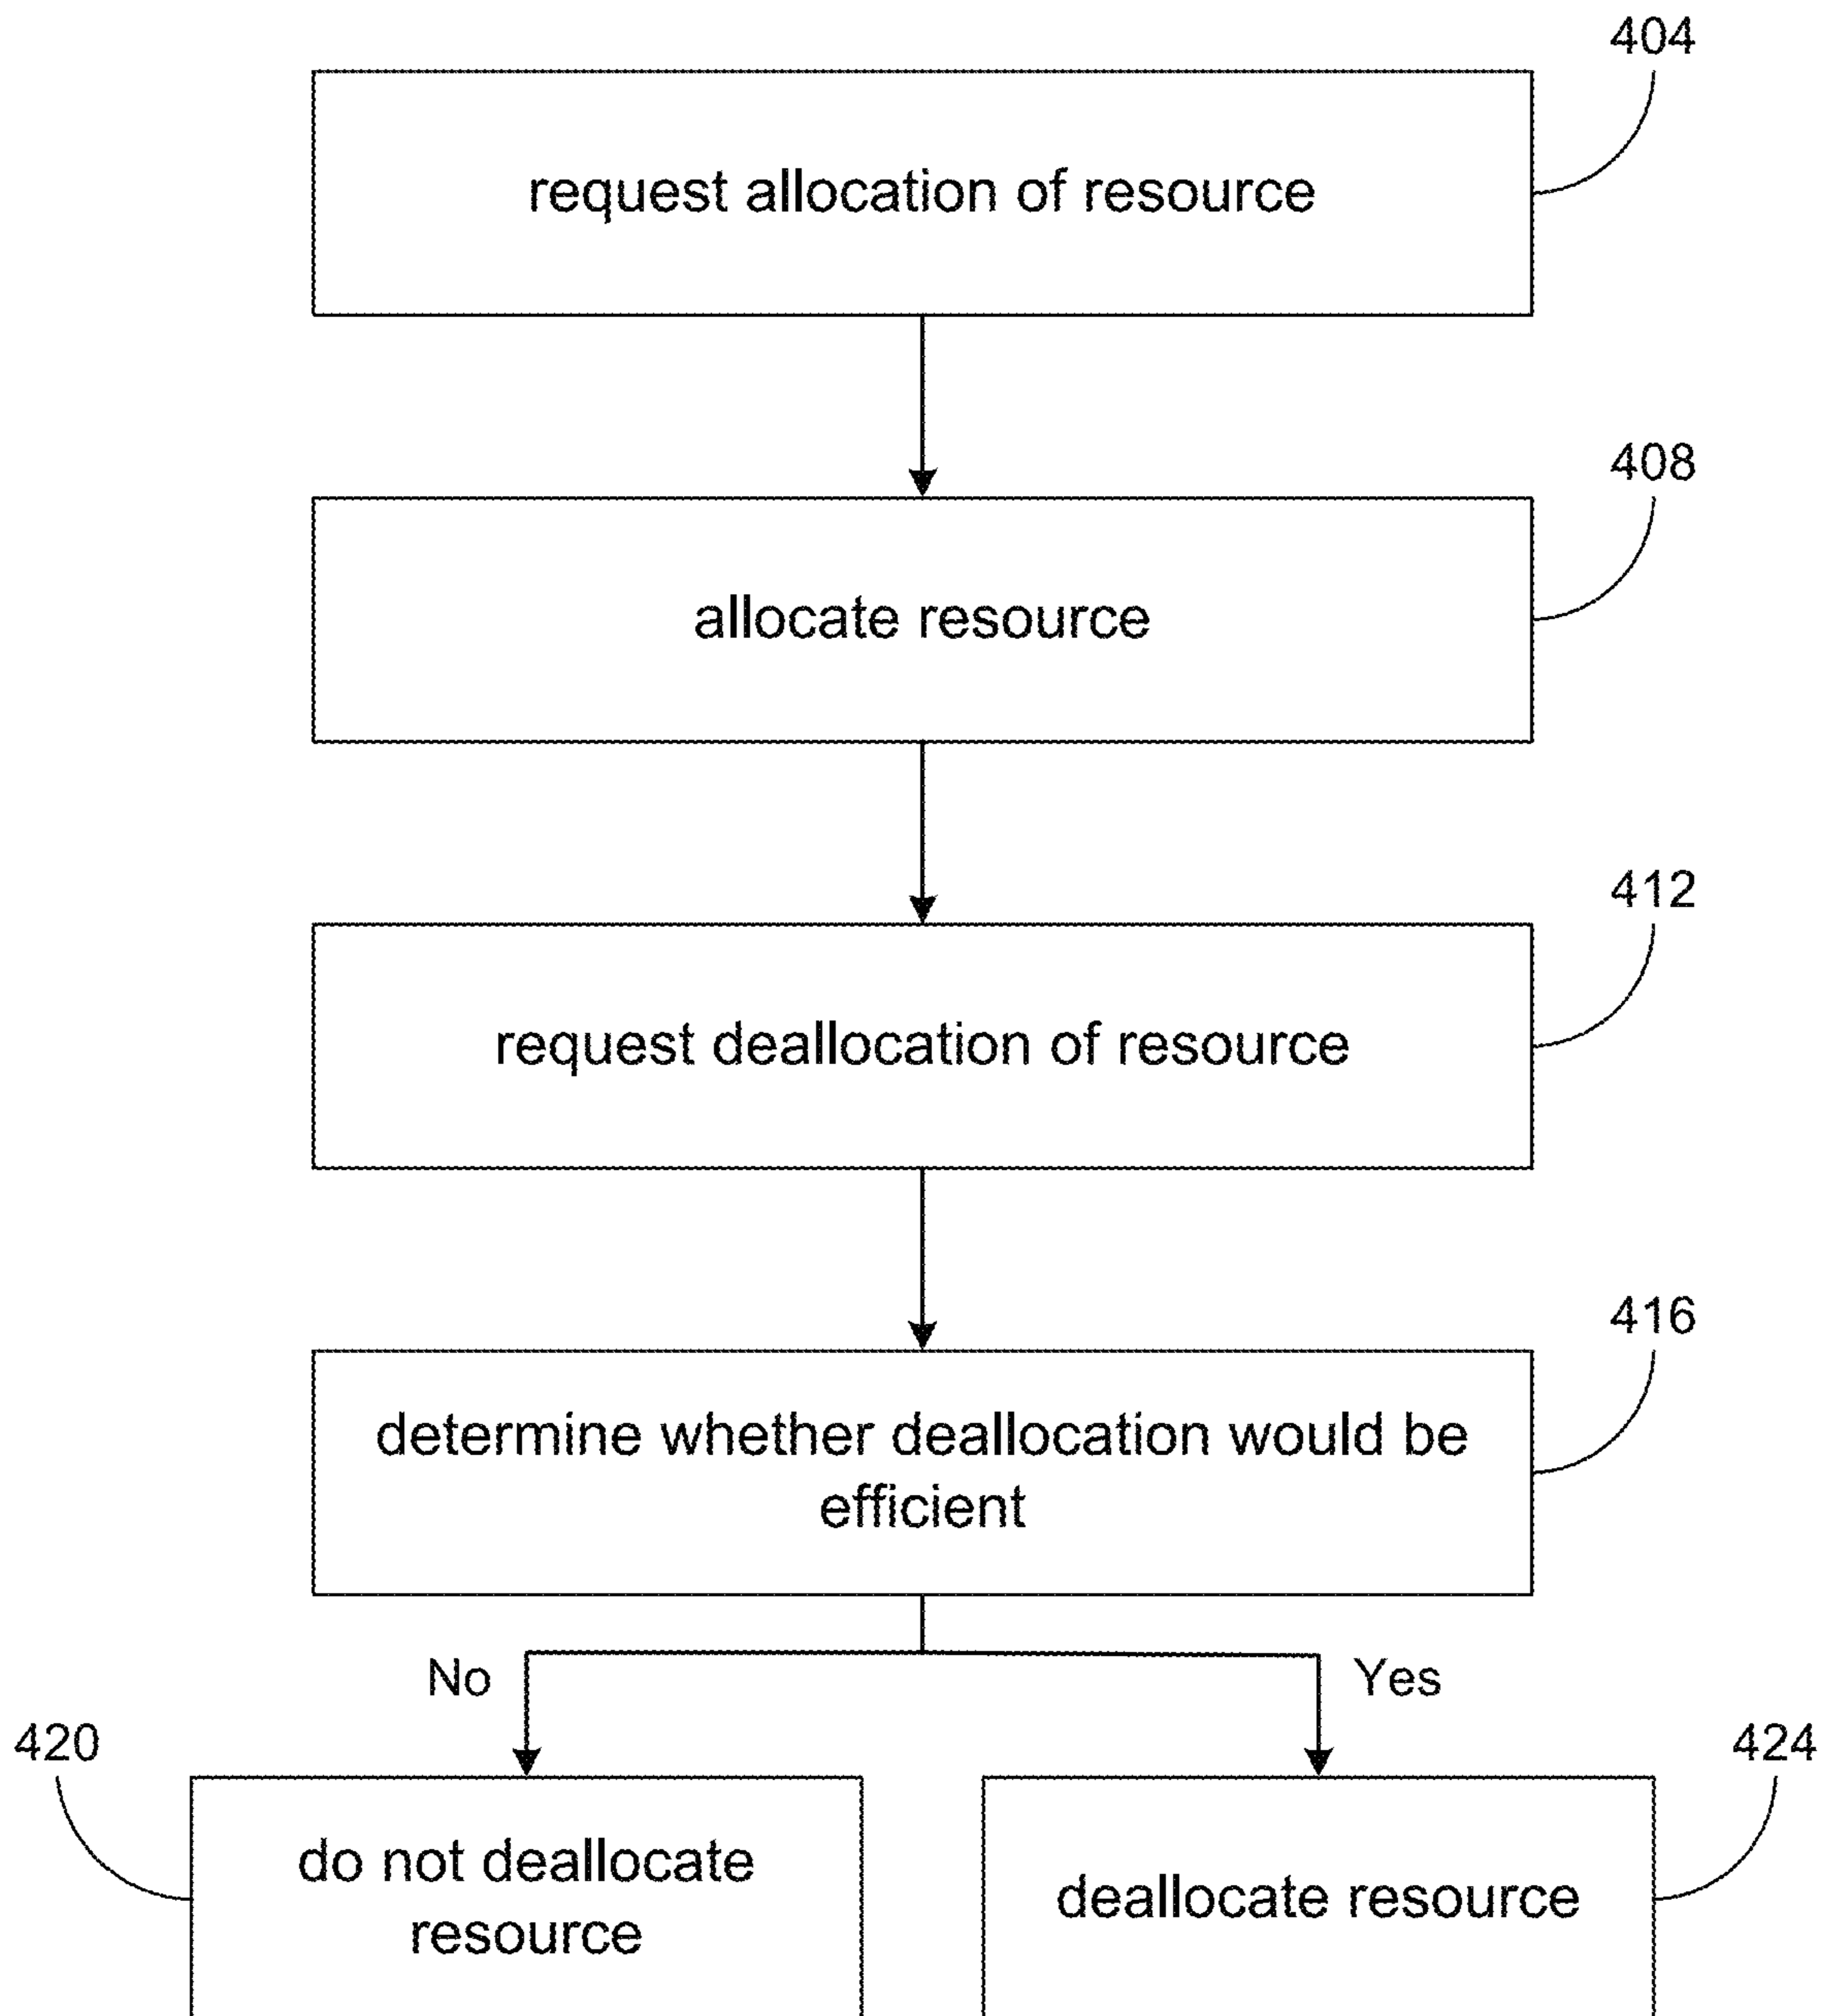 404
request allocation of resource
408
allocate resource
412
request deallocation of resource
416
determine whether deallocation would be
efficient
No
Yes
420
424
do not deallocate
resource
deallocate resource